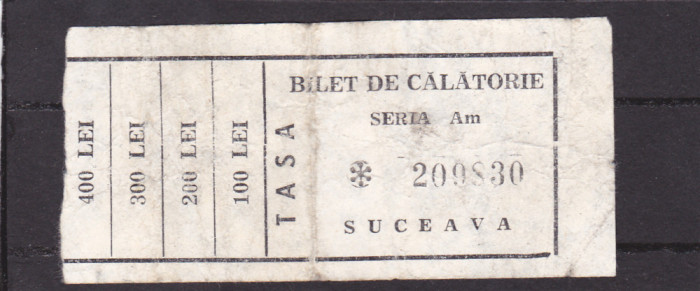 400 LEI
300 LEI
200 LEI
100 LEI
TASA
BILET DE CĂLĂTORIE
SERIA Am
209830
SUCEAVA